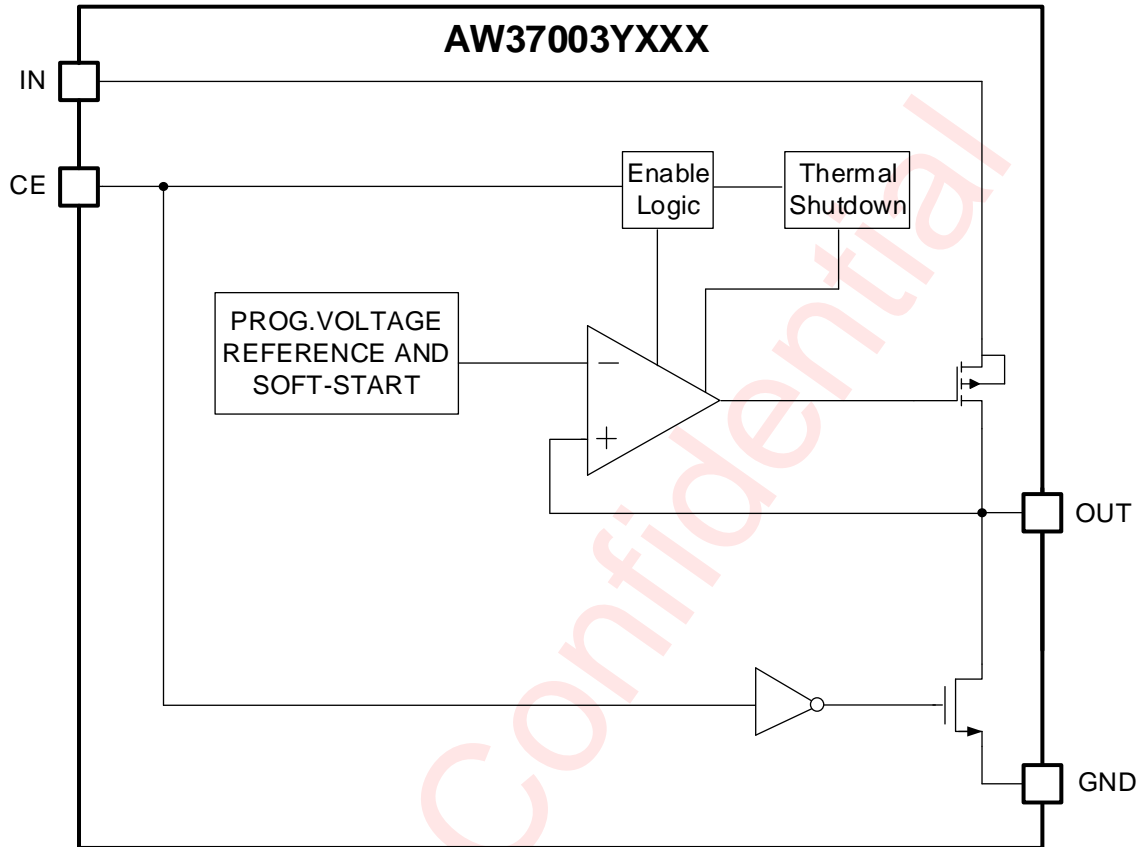 AW37003YXXX
IN
CE
Enable
Logic
Thermal
Shutdown
PROG.VOLTAGE
REFERENCE AND
SOFT-START
−
+
OUT
GND
Confidential